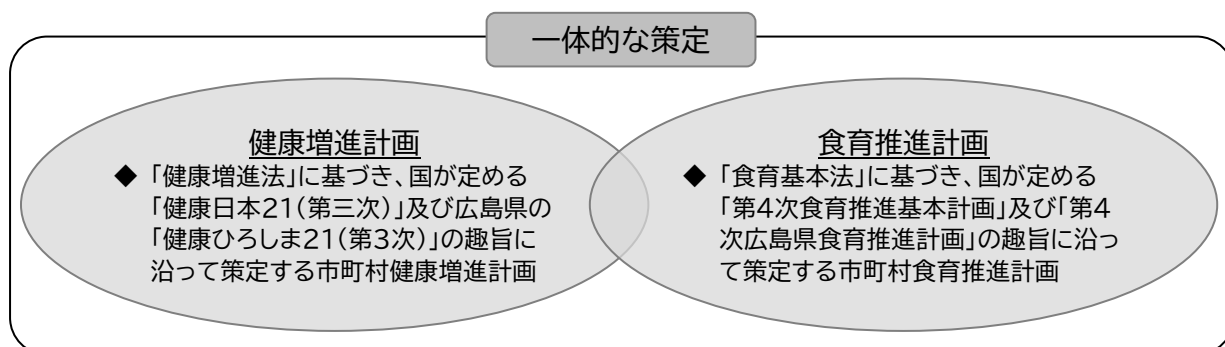 一体的な策定
健康増進計画
◆ 「健康増進法」に基づき、国が定める
「健康日本21(第三次)」及び広島県の
「健康ひろしま21(第3次)」の趣旨に
沿って策定する市町村健康増進計画
食育推進計画
◆ 「食育基本法」に基づき、国が定める
「第4次食育推進基本計画」及び「第4
次広島県食育推進計画」の趣旨に沿っ
て策定する市町村食育推進計画